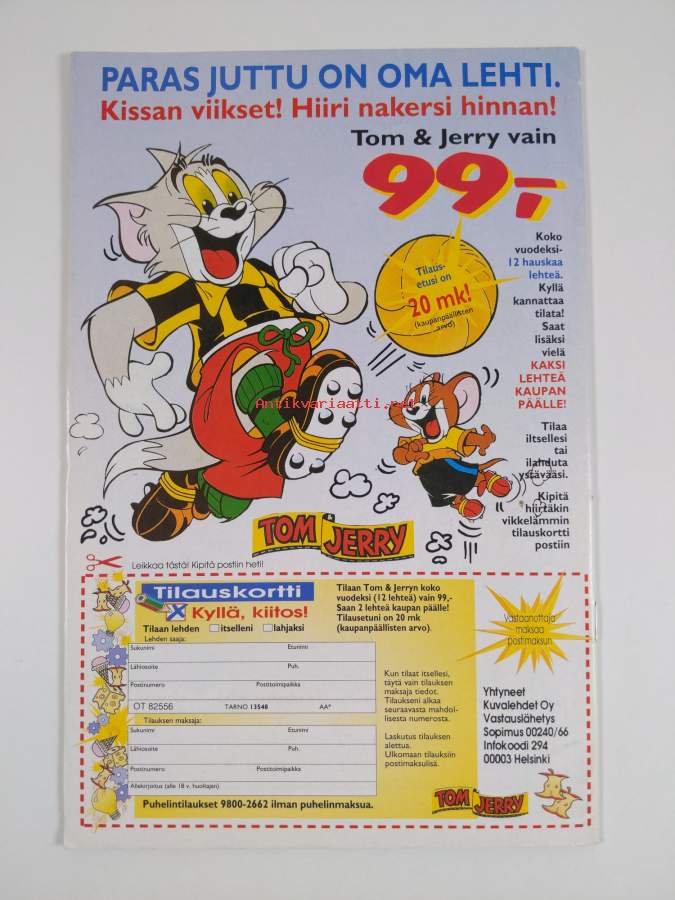 PARAS JUTTU ON OMA LEHTI.
Kissan viikset! Hiiri nakersi hinnan!
Tom & Jerry vain
99,-
Koko
vuodeksi-
12 hauskaa
lehteä.
Kyllä
kannattaa
tilata!
Saat
lisäksi
vielä
KAKSI
LEHTEÄ
KAUPAN
PÄÄLLE!
Tilaa
iltsellesi
tai
ilahduta
ystävääsi.
Kipitä
hiirtäkin
vikkelämmin
tilauskortti
postiin
Tilaus-
etusi on
20 mk!
(kaupanpäällisten
arvo)
Antikvariaatti.net
TOM & JERRY
Leikkaa tästä! Kipitä postiin heti!
Tilauskortti
Kyllä, kiitos!
Tilaan lehden itselleni lahjaksi
Lehden saaja:
Sukunimi Etunimi
Lähiosoite Puh.
Postinumero Postitoimipaikka
OT 82556 TARNO 13548 AA*
Tilauksen maksaja:
Sukunimi Etunimi
Lähiosoite Puh.
Postinumero Postitoimipaikka
Allekirjoitus (alle 18 v. huoltajan)
Puhelintilaukset 9800-2662 ilman puhelinmaksua.
Tilaan Tom & Jerryn koko
vuodeksi (12 lehteä) vain 99,-
Saan 2 lehteä kaupan päälle!
Tilausetuni on 20 mk
(kaupanpäällisten arvo).
Kun tilaat itsellesi,
täytä vain tilauksen
maksaja tiedot.
Tilauksesi alkaa
seuraavasta mahdol-
lisesta numerosta.
Laskutus tilauksen
alettua.
Ulkomaan tilauksiin
postimaksulisä.
Vastaanottaja
maksaa
postimaksun
Yhtyneet
Kuvalehdet Oy
Vastauslähetys
Sopimus 00240/66
Infokoodi 294
00003 Helsinki
TOM & JERRY